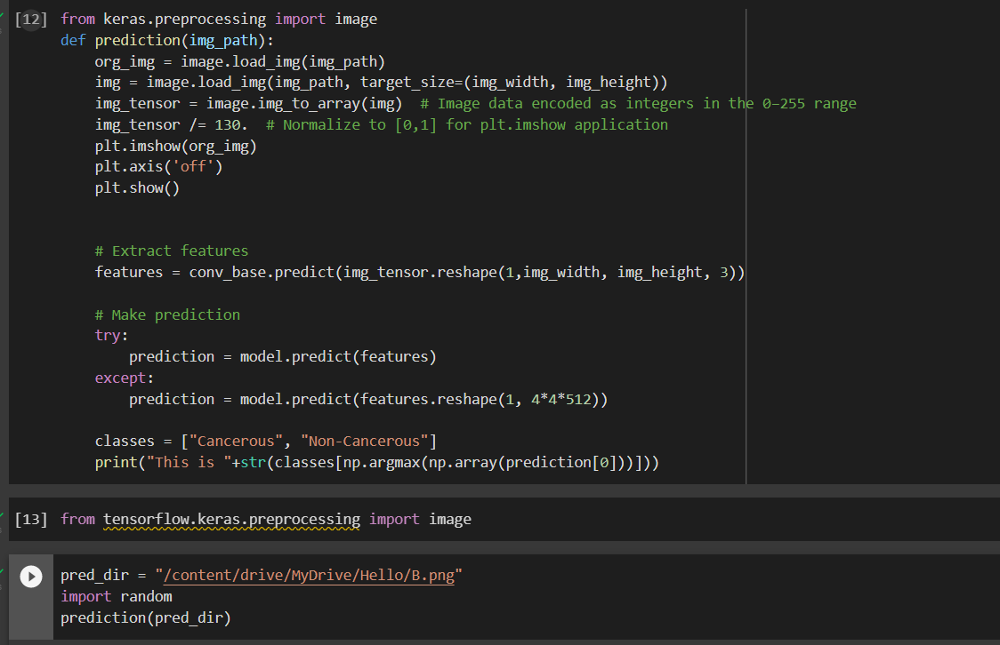 [12] from keras.preprocessing import image
def prediction(img_path):
    org_img = image.load_img(img_path)
    img = image.load_img(img_path, target_size=(img_width, img_height))
    img_tensor = image.img_to_array(img)  # Image data encoded as integers in the 0–255 range
    img_tensor /= 130.  # Normalize to [0,1] for plt.imshow application
    plt.imshow(org_img)
    plt.axis('off')
    plt.show()
    # Extract features
    features = conv_base.predict(img_tensor.reshape(1,img_width, img_height, 3))
    # Make prediction
    try:
        prediction = model.predict(features)
    except:
        prediction = model.predict(features.reshape(1, 4*4*512))
    classes = ["Cancerous", "Non-Cancerous"]
    print("This is "+str(classes[np.argmax(np.array(prediction[0]))]))
[13] from tensorflow.keras.preprocessing import image
pred_dir = "/content/drive/MyDrive/Hello/B.png"
import random
prediction(pred_dir)